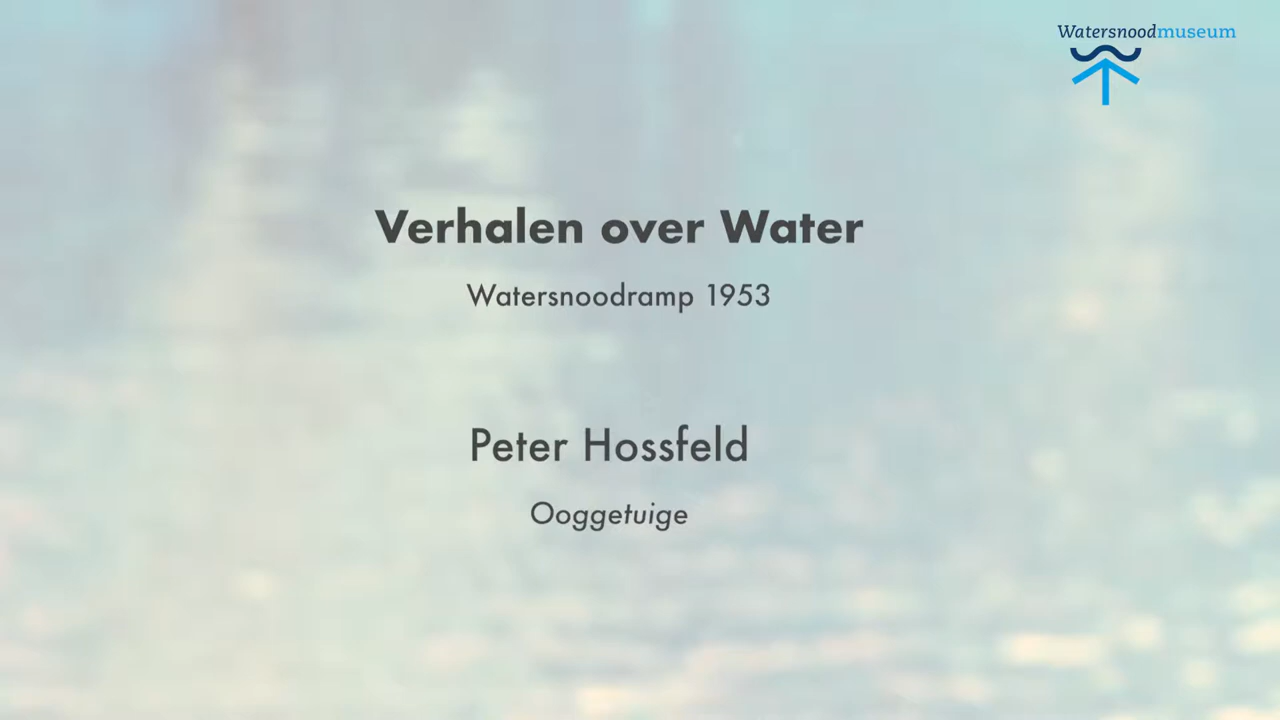 Watersnoodmuseum
Verhalen over Water
Watersnoodramp 1953
Peter Hossfeld
Ooggetuige